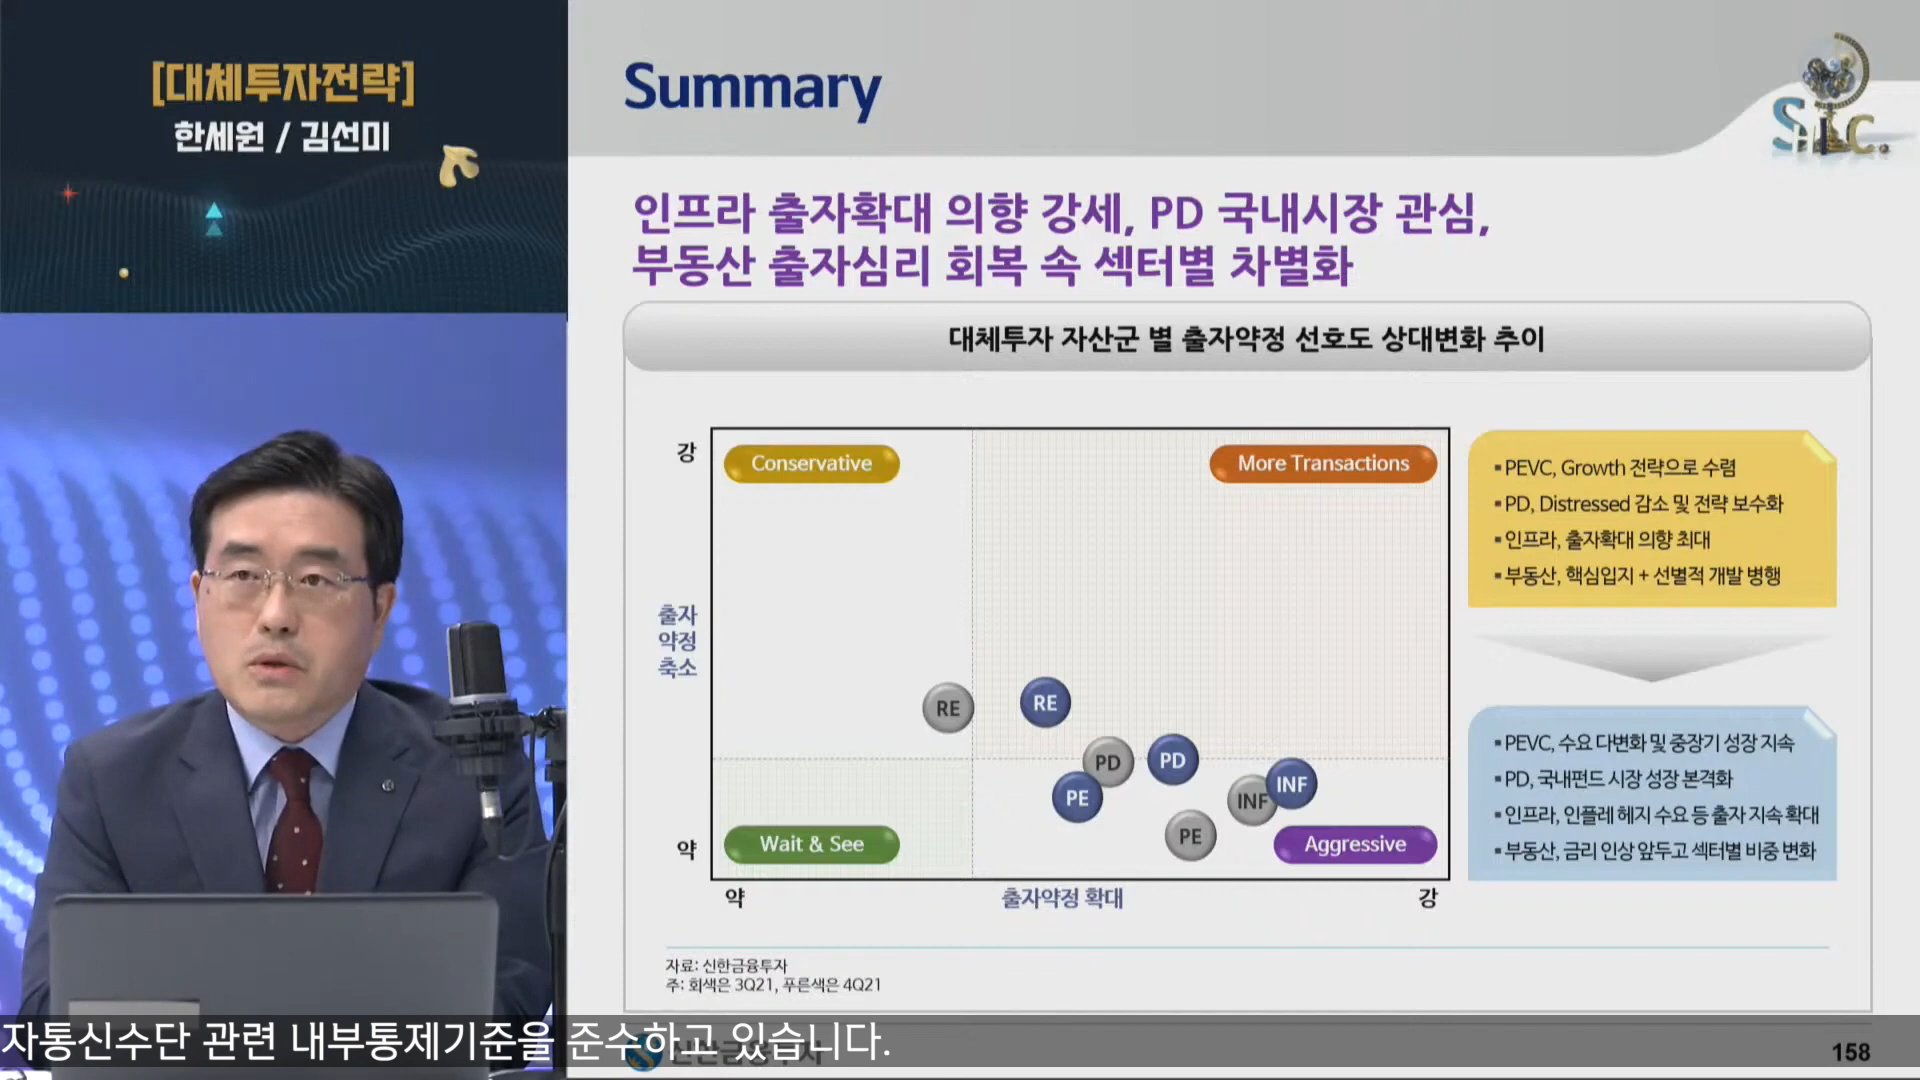 [대체투자전략]
한세원 / 김선미
Summary
SHIC.
인프라 출자확대 의향 강세, PD 국내시장 관심,
부동산 출자심리 회복 속 섹터별 차별화
대체투자 자산군 별 출자약정 선호도 상대변화 추이
강
Conservative
More Transactions
출자
약정
축소
RE
RE
PD
PD
PE
INF
INF
PE
Wait & See
Aggressive
약
약
출자약정 확대
강
▪PEVC, Growth 전략으로 수렴
▪PD, Distressed 감소 및 전략 보수화
▪인프라, 출자확대 의향 최대
▪부동산, 핵심입지 + 선별적 개발 병행
▪PEVC, 수요 다변화 및 중장기 성장 지속
▪PD, 국내펀드 시장 성장 본격화
▪인프라, 인플레 헤지 수요 등 출자 지속 확대
▪부동산, 금리 인상 앞두고 섹터별 비중 변화
자료: 신한금융투자
주: 회색은 3Q21, 푸른색은 4Q21
자통신수단 관련 내부통제기준을 준수하고 있습니다.
신한금융투자
158